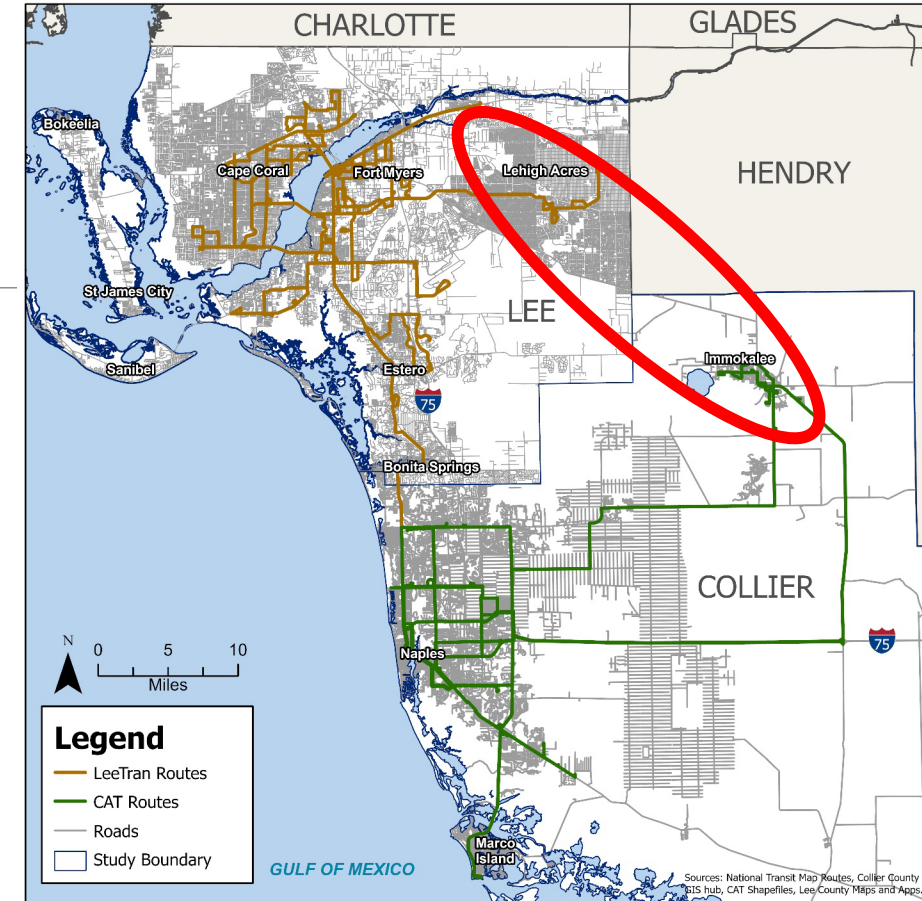 CHARLOTTE
GLADES
Bokeelia
Cape Coral
Fort Myers
Lehigh Acres
HENDRY
St James City
LEE
Sanibel
Estero
Immokalee
75
Bonita Springs
COLLIER
N
0 5 10
Miles
Naples
75
Legend
LeeTran Routes
CAT Routes
Roads
Study Boundary
Marco
Island
GULF OF MEXICO
Sources: National Transit Map Routes, Collier County
GIS hub, CAT Shapefiles, Lee County Maps and Apps.